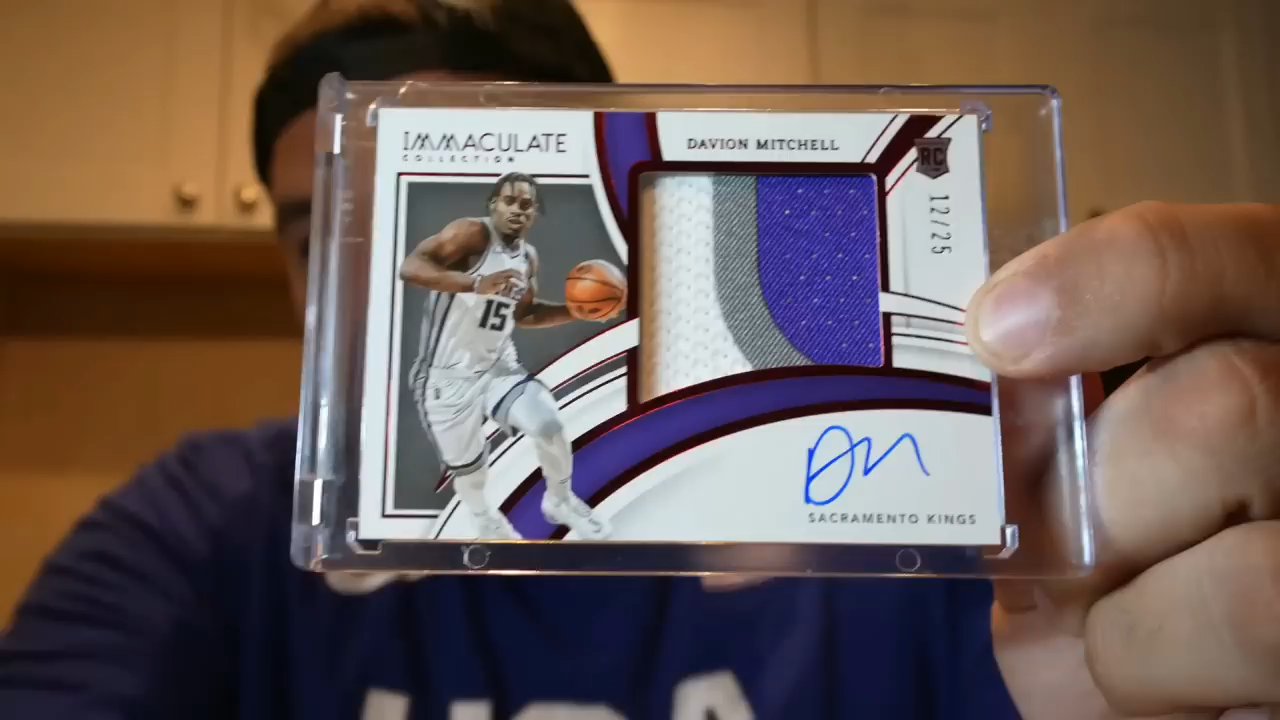 IMMACULATE
COLLECTION
DAVION MITCHELL
RC
12/25
15
SACRAMENTO KINGS